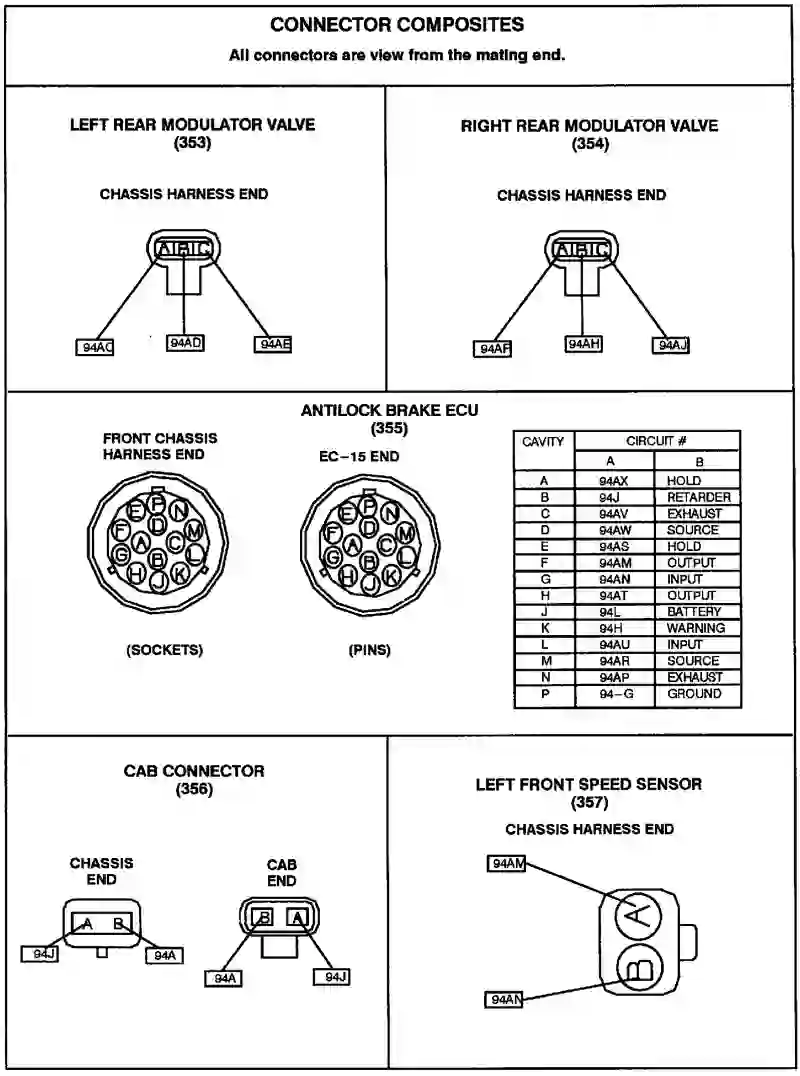 CONNECTOR COMPOSITES
All connectors are view from the mating end.
LEFT REAR MODULATOR VALVE
(353)
CHASSIS HARNESS END
A B C
94AC 94AD 94AE
RIGHT REAR MODULATOR VALVE
(354)
CHASSIS HARNESS END
A B C
94AF 94AH 94AJ
ANTILOCK BRAKE ECU
(355)
FRONT CHASSIS
HARNESS END
E P N
F D M
A C
G B L
H J K
(SOCKETS)
EC-15 END
E P N
F D M
A C
G B L
H J K
(PINS)
CAVITY CIRCUIT #
A B
A 94AX HOLD
B 94J RETARDER
C 94AV EXHAUST
D 94AW SOURCE
E 94AS HOLD
F 94AM OUTPUT
G 94AN INPUT
H 94AT OUTPUT
J 94L BATTERY
K 94H WARNING
L 94AU INPUT
M 94AR SOURCE
N 94AP EXHAUST
P 94-G GROUND
CAB CONNECTOR
(356)
CHASSIS
END
A B
94J 94A
CAB
END
B A
94A 94J
LEFT FRONT SPEED SENSOR
(357)
CHASSIS HARNESS END
94AM
A
B
94AN